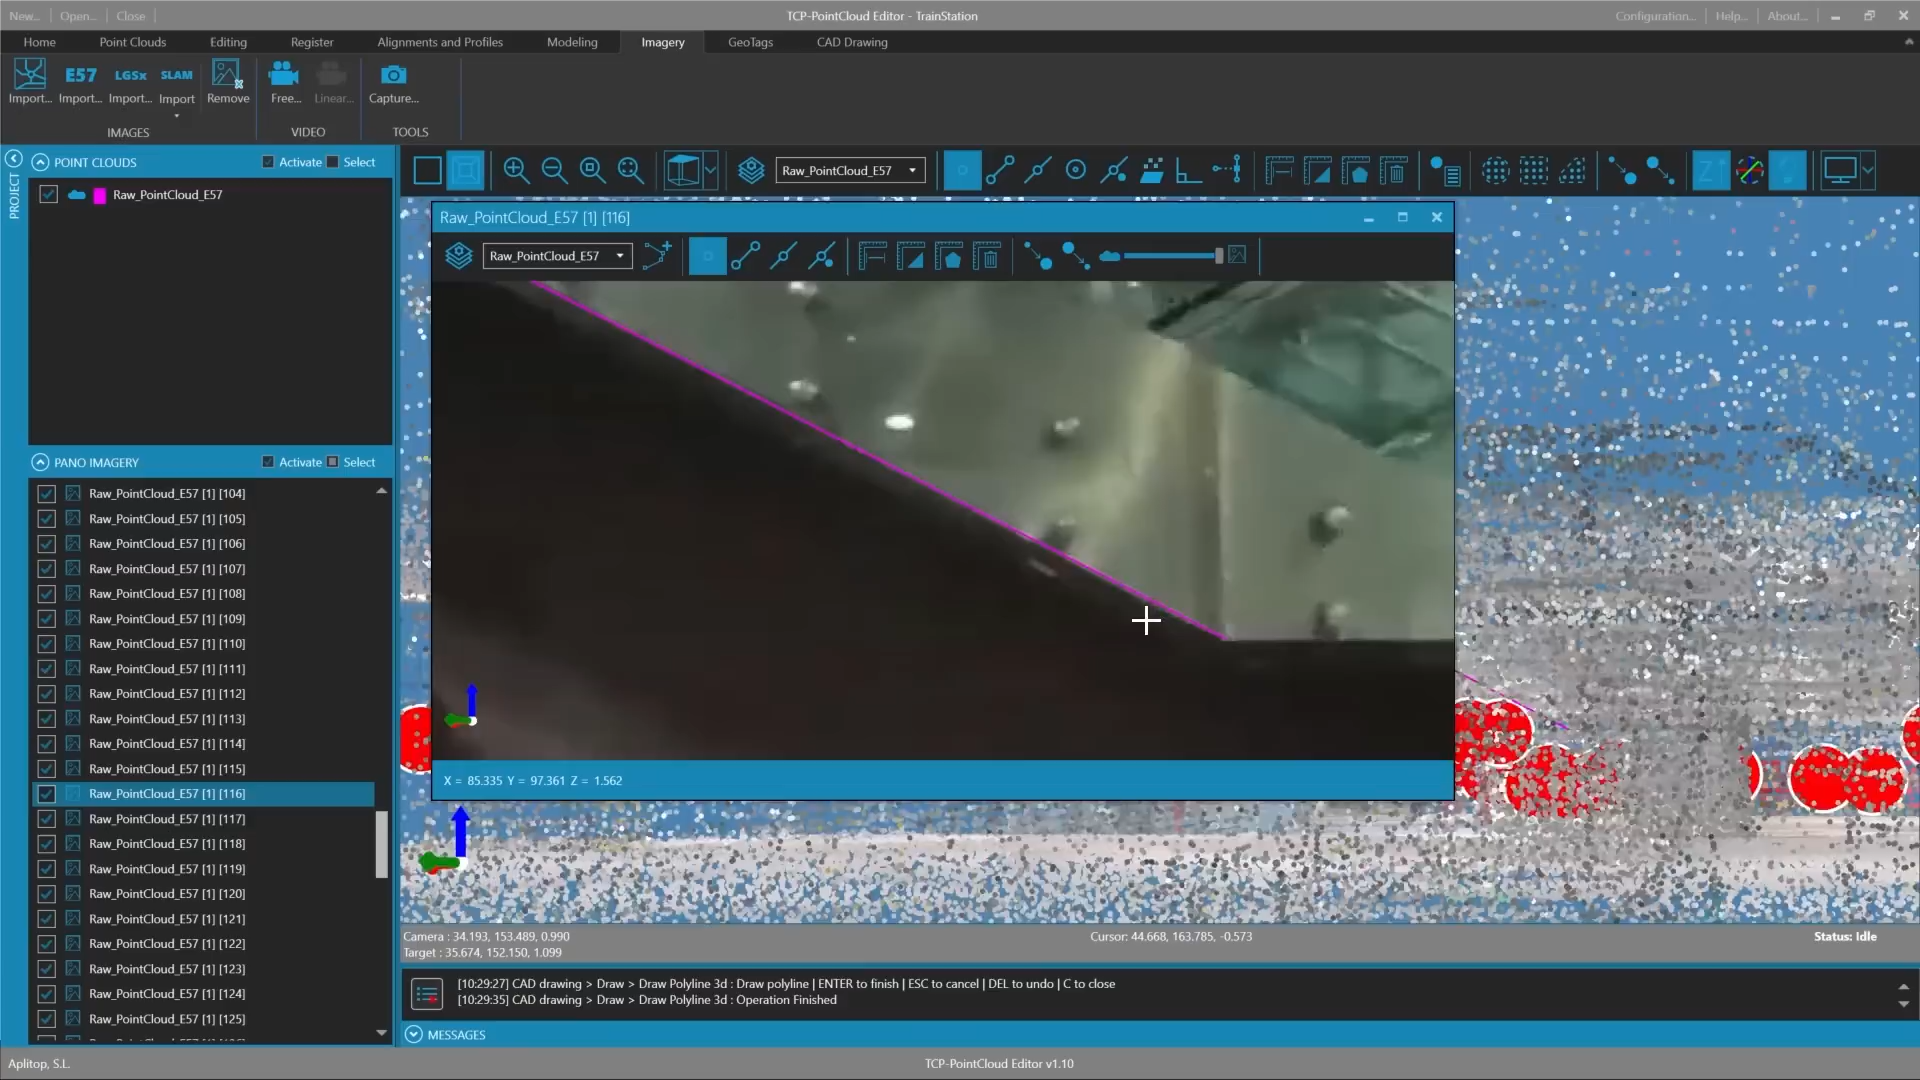 New... Open... Close TCP-PointCloud Editor - TrainStation Configuration... Help... About...
Home Point Clouds Editing Register Alignments and Profiles Modeling Imagery GeoTags CAD Drawing
E57 LGSx SLAM
Import... Import... Import... Import Remove Free... Linear... Capture...
IMAGES VIDEO TOOLS
PROJECT
POINT CLOUDS Activate Select
Raw_PointCloud_E57
Raw_PointCloud_E57
Raw_PointCloud_E57 [1] [116]
Raw_PointCloud_E57
X = 85.335 Y = 97.361 Z = 1.562
PANO IMAGERY Activate Select
Raw_PointCloud_E57 [1] [104]
Raw_PointCloud_E57 [1] [105]
Raw_PointCloud_E57 [1] [106]
Raw_PointCloud_E57 [1] [107]
Raw_PointCloud_E57 [1] [108]
Raw_PointCloud_E57 [1] [109]
Raw_PointCloud_E57 [1] [110]
Raw_PointCloud_E57 [1] [111]
Raw_PointCloud_E57 [1] [112]
Raw_PointCloud_E57 [1] [113]
Raw_PointCloud_E57 [1] [114]
Raw_PointCloud_E57 [1] [115]
Raw_PointCloud_E57 [1] [116]
Raw_PointCloud_E57 [1] [117]
Raw_PointCloud_E57 [1] [118]
Raw_PointCloud_E57 [1] [119]
Raw_PointCloud_E57 [1] [120]
Raw_PointCloud_E57 [1] [121]
Raw_PointCloud_E57 [1] [122]
Raw_PointCloud_E57 [1] [123]
Raw_PointCloud_E57 [1] [124]
Raw_PointCloud_E57 [1] [125]
Camera : 34.193, 153.489, 0.990 Cursor: 44.668, 163.785, -0.573 Status: Idle
Target : 35.674, 152.150, 1.099
[10:29:27] CAD drawing > Draw > Draw Polyline 3d : Draw polyline | ENTER to finish | ESC to cancel | DEL to undo | C to close
[10:29:35] CAD drawing > Draw > Draw Polyline 3d : Operation Finished
MESSAGES
Aplitop, S.L. TCP-PointCloud Editor v1.10